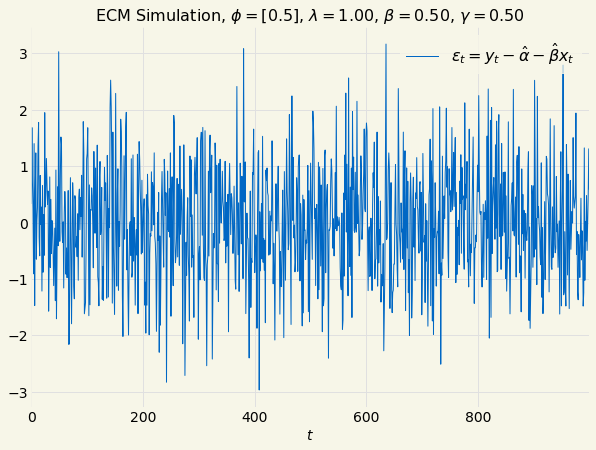 ECM Simulation, ϕ = [0.5], λ = 1.00, β = 0.50, γ = 0.50
ε_t = y_t − α̂ − β̂x_t
3
2
1
0
−1
−2
−3
0 200 400 600 800
t